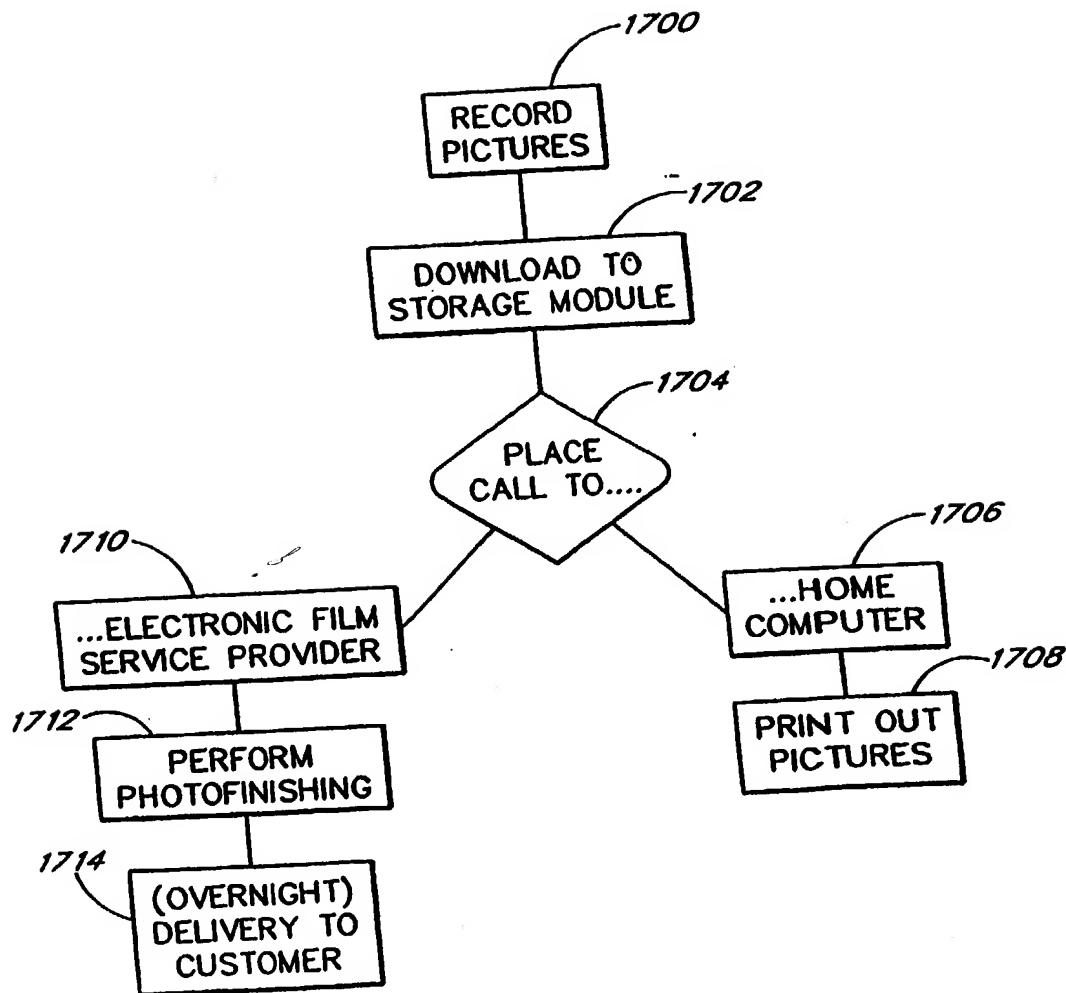 1700
RECORD
PICTURES
1702
DOWNLOAD TO
STORAGE MODULE
1704
PLACE
CALL TO....
1710
...ELECTRONIC FILM
SERVICE PROVIDER
1712
PERFORM
PHOTOFINISHING
1714
(OVERNIGHT)
DELIVERY TO
CUSTOMER
1706
...HOME
COMPUTER
1708
PRINT OUT
PICTURES